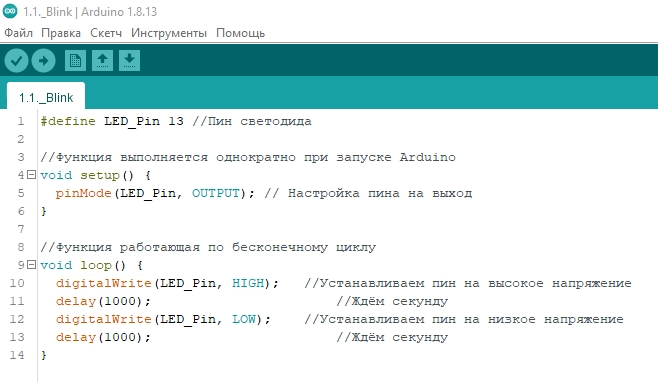 1.1._Blink | Arduino 1.8.13
Файл Правка Скетч Инструменты Помощь
1.1._Blink
1 #define LED_Pin 13 //Пин светодида
2
3 //Функция выполняется однократно при запуске Arduino
4 void setup() {
5 pinMode(LED_Pin, OUTPUT); // Настройка пина на выход
6 }
7
8 //Функция работающая по бесконечному циклу
9 void loop() {
10 digitalWrite(LED_Pin, HIGH); //Устанавливаем пин на высокое напряжение
11 delay(1000); //Ждём секунду
12 digitalWrite(LED_Pin, LOW); //Устанавливаем пин на низкое напряжение
13 delay(1000); //Ждём секунду
14 }